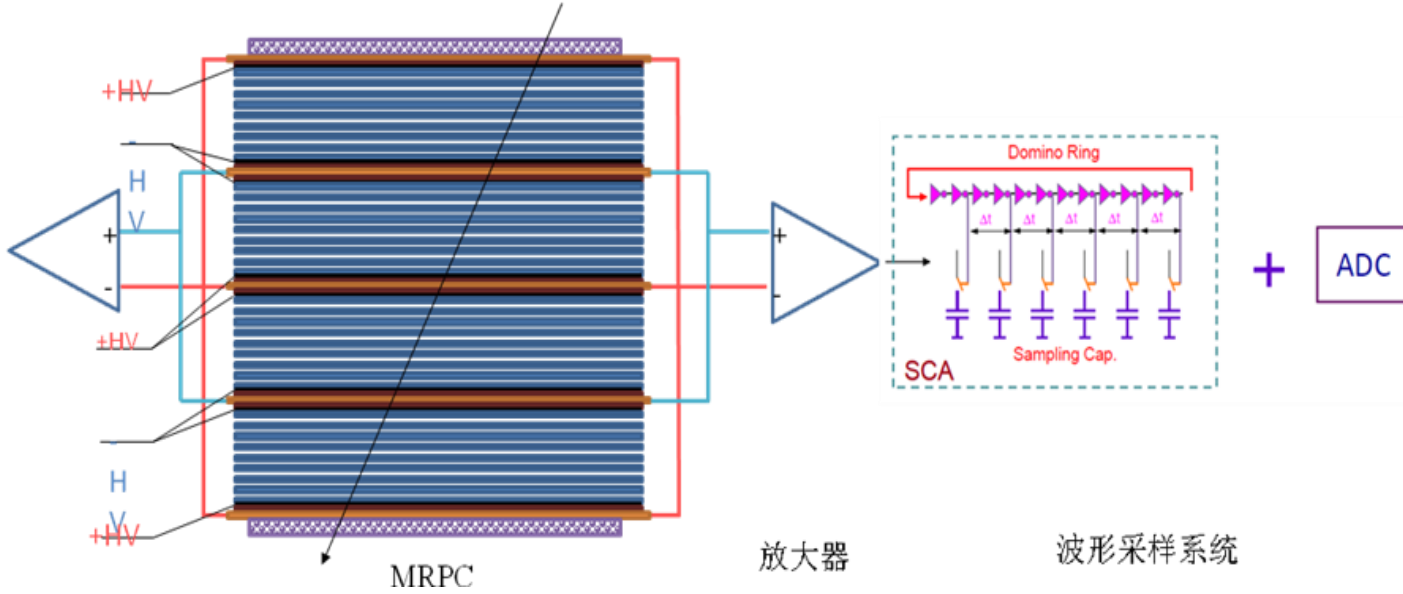 +HV
-
H
V
+
-
±HV
-
H
V
+HV
MRPC
+
-
放大器
Domino Ring
Δt Δt Δt Δt Δt
Sampling Cap.
SCA
+
ADC
波形采样系统